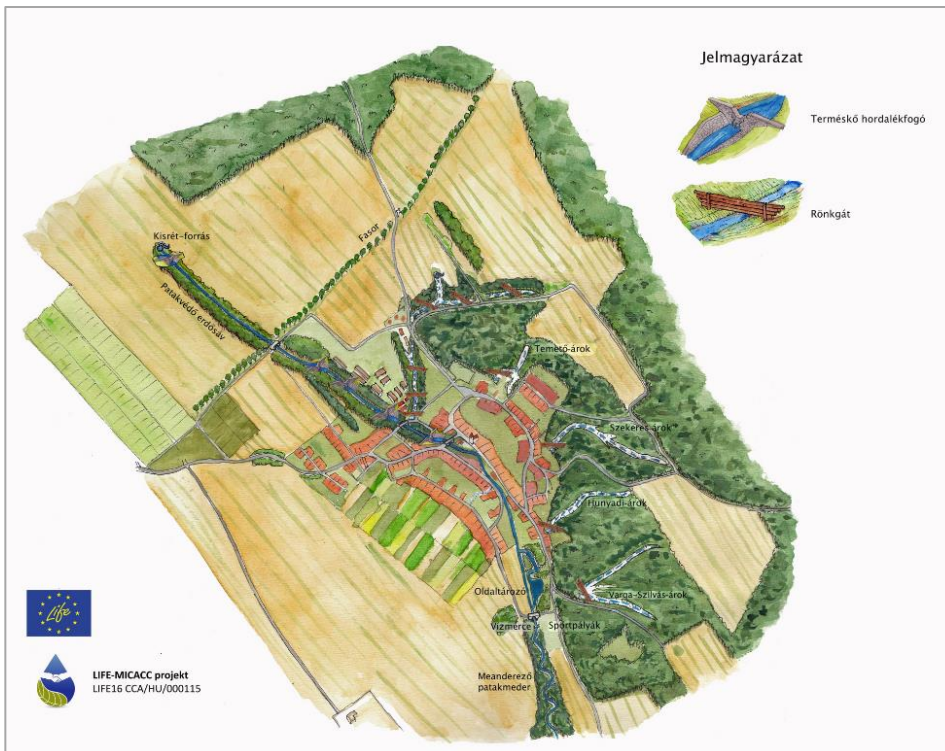 Jelmagyarázat
Terméskő hordalékfogó
Rönkgát
Kisrét-forrás
Fasor
Patakvédő erdősáv
Temető-árok
Szekeres-árok
Hunyadi-árok
Oldaltározó
Varga-Szilvás-árok
Vízmérce
Sportpályák
Meanderező
patakmeder
Life
LIFE-MICACC projekt
LIFE16 CCA/HU/000115